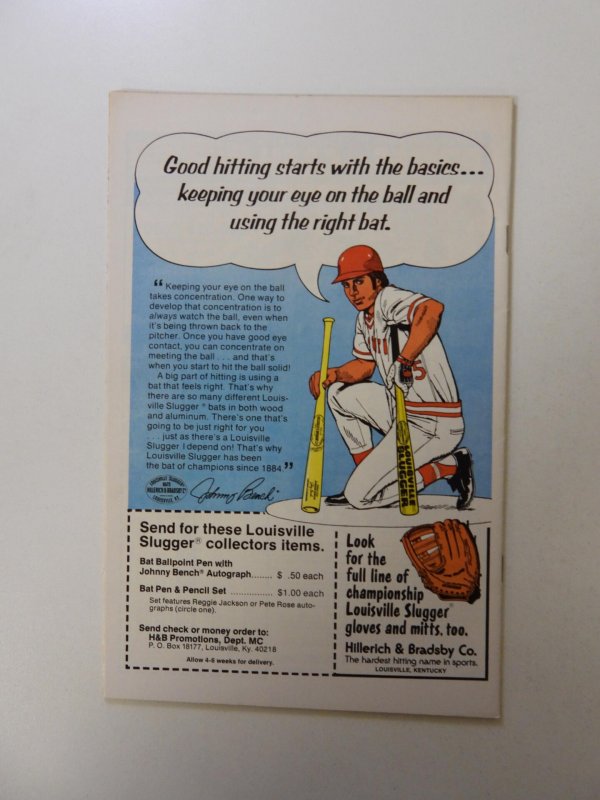 Good hitting starts with the basics...
keeping your eye on the ball and
using the right bat.
“ Keeping your eye on the ball
takes concentration. One way to
develop that concentration is to
always watch the ball, even when
it's being thrown back to the
pitcher. Once you have good eye
contact, you can concentrate on
meeting the ball . . . and that's
when you start to hit the ball solid!
A big part of hitting is using a
bat that feels right. That's why
there are so many different Louis-
ville Slugger® bats in both wood
and aluminum. There's one that's
going to be just right for you
. . . just as there's a Louisville
Slugger I depend on! That's why
Louisville Slugger has been
the bat of champions since 1884. ”
LOUISVILLE SLUGGER
BATS
HILLERICH & BRADSBY Co
LOUISVILLE, KY.
Johnny Bench
5
LOUISVILLE
SLUGGER
Send for these Louisville
Slugger® collectors items.
Bat Ballpoint Pen with
Johnny Bench® Autograph....... $ .50 each
Bat Pen & Pencil Set .............. $1.00 each
Set features Reggie Jackson or Pete Rose auto-
graphs (circle one).
Send check or money order to:
H&B Promotions, Dept. MC
P. O. Box 18177, Louisville, Ky. 40218
Allow 4-6 weeks for delivery.
Look
for the
full line of
championship
Louisville Slugger®
gloves and mitts, too.
Hillerich & Bradsby Co.
The hardest hitting name in sports.
LOUISVILLE, KENTUCKY